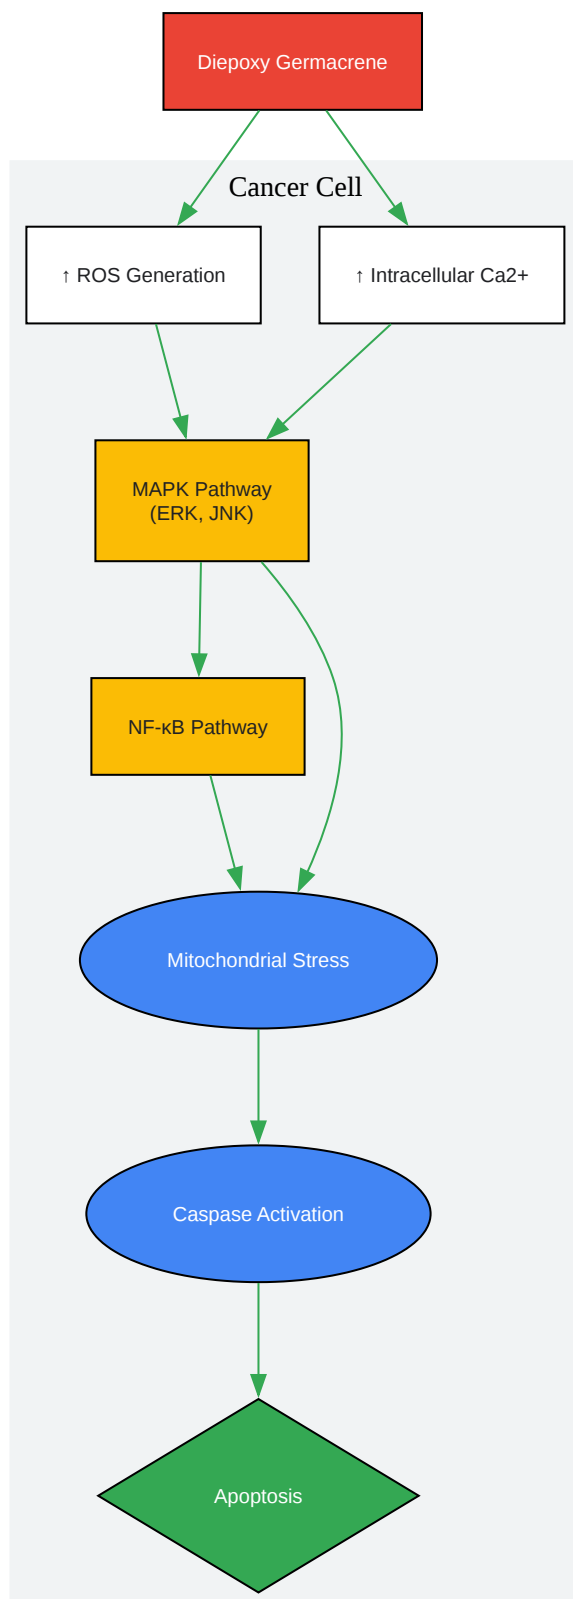 Diepoxy Germacrene
Cancer Cell
↑ ROS Generation
↑ Intracellular Ca2+
MAPK Pathway
(ERK, JNK)
NF-κB Pathway
Mitochondrial Stress
Caspase Activation
Apoptosis